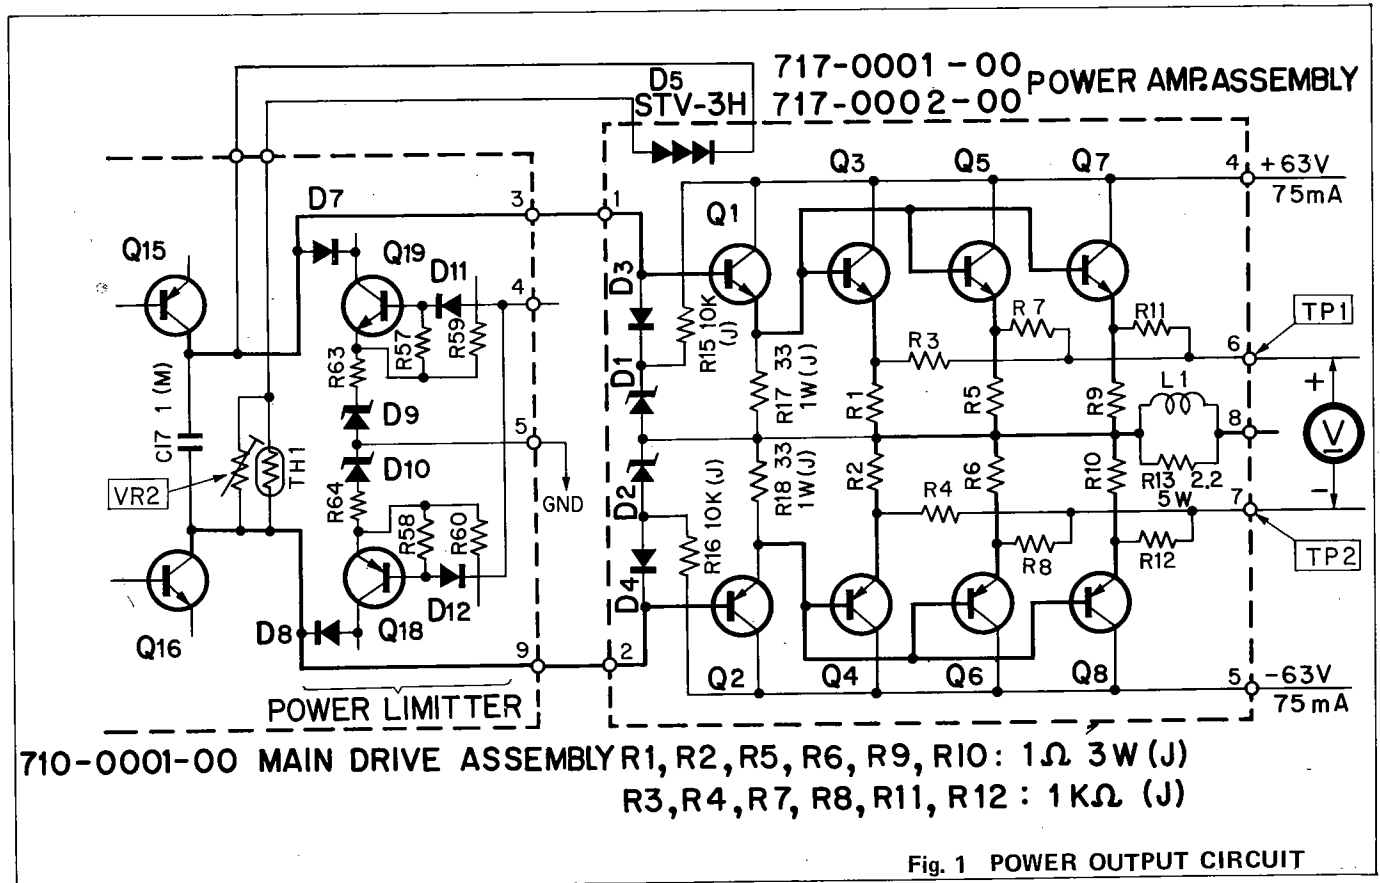 717-0001-00
717-0002-00
POWER AMP.ASSEMBLY
D5
STV-3H
Q3
Q5
Q7
4
+63V
75mA
D7
3
1
Q1
Q15
Q19
D11
D3
4
R7
R11
TP1
R15 10K (J)
R57
R59
R63
R3
6
D1
C17 1 (M)
R17 33 1W (J)
R1
R5
R9
L1
+
D9
5
8
V
VR2
TH1
D10
R64
GND
D2
R18 33 1W (J)
R2
R6
R10
R13 2.2
5W
−
R58
R60
R16 10K (J)
R4
7
R8
R12
TP2
D4
D12
Q16
D8
Q18
9
2
Q2
Q4
Q6
Q8
5
-63V
75mA
POWER LIMITTER
710-0001-00 MAIN DRIVE ASSEMBLY
R1, R2, R5, R6, R9, R10: 1Ω 3W (J)
R3, R4, R7, R8, R11, R12 : 1KΩ (J)
Fig. 1 POWER OUTPUT CIRCUIT